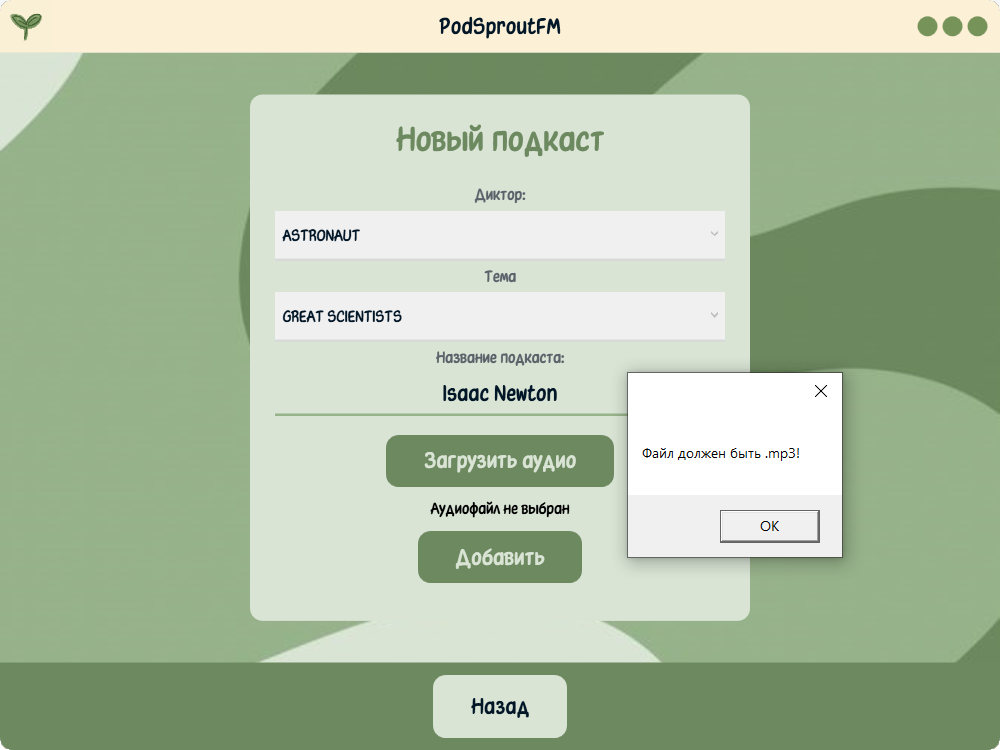 PodSproutFM
Новый подкаст
Диктор:
ASTRONAUT
Тема
GREAT SCIENTISTS
Название подкаста:
Isaac Newton
Загрузить аудио
Аудиофайл не выбран
Добавить
Файл должен быть .mp3!
OK
Назад